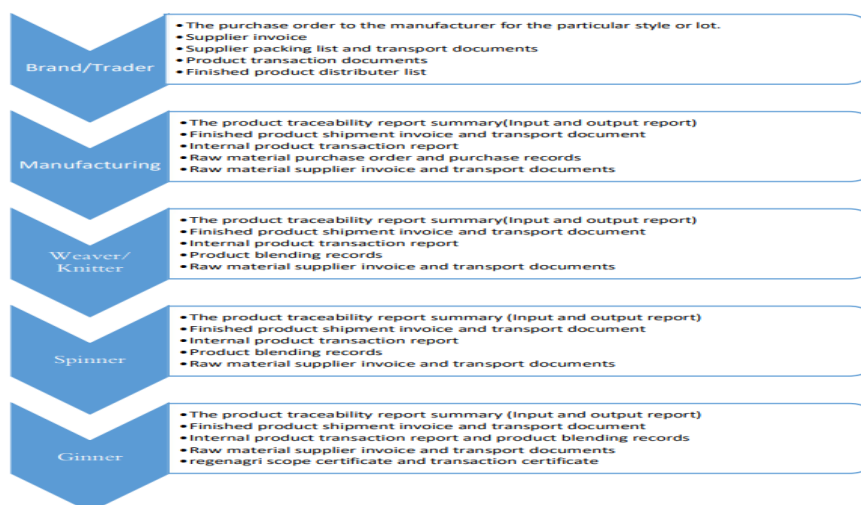 Brand/Trader
• The purchase order to the manufacturer for the particular style or lot.
• Supplier invoice
• Supplier packing list and transport documents
• Product transaction documents
• Finished product distributer list
Manufacturing
• The product traceability report summary(Input and output report)
• Finished product shipment invoice and transport document
• Internal product transaction report
• Raw material purchase order and purchase records
• Raw material supplier invoice and transport documents
Weaver/
Knitter
• The product traceability report summary(Input and output report)
• Finished product shipment invoice and transport document
• Internal product transaction report
• Product blending records
• Raw material supplier invoice and transport documents
Spinner
• The product traceability report summary (Input and output report)
• Finished product shipment invoice and transport document
• Internal product transaction report
• Product blending records
• Raw material supplier invoice and transport documents
Ginner
• The product traceability report summary (Input and output report)
• Finished product shipment invoice and transport document
• Internal product transaction report and product blending records
• Raw material supplier invoice and transport documents
• regenagri scope certificate and transaction certificate